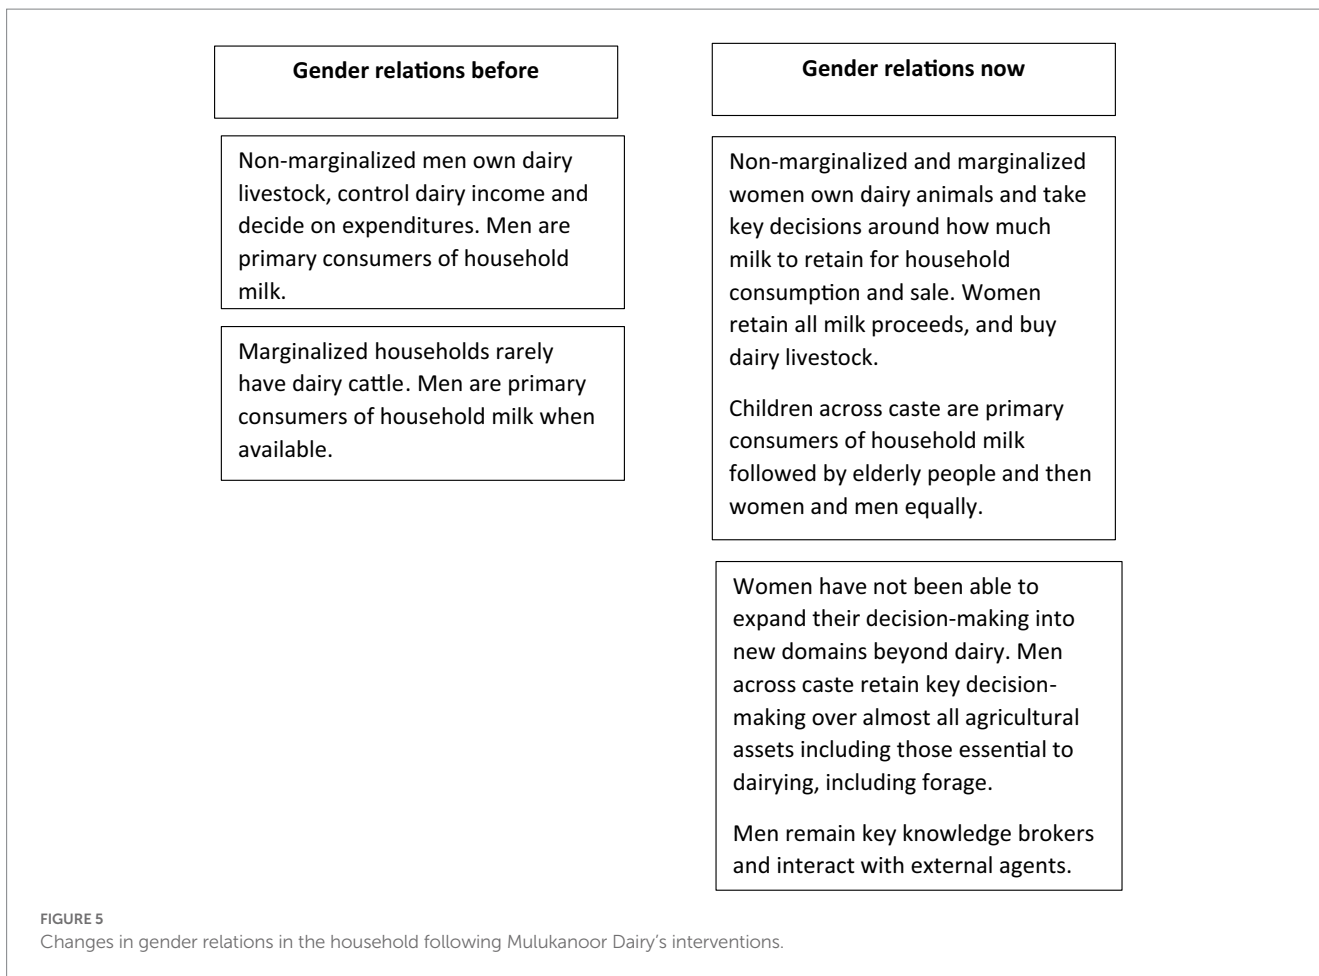 Gender relations before
Non-marginalized men own dairy
livestock, control dairy income and
decide on expenditures. Men are
primary consumers of household
milk.
Marginalized households rarely
have dairy cattle. Men are primary
consumers of household milk when
available.
Gender relations now
Non-marginalized and marginalized
women own dairy animals and take
key decisions around how much
milk to retain for household
consumption and sale. Women
retain all milk proceeds, and buy
dairy livestock.
Children across caste are primary
consumers of household milk
followed by elderly people and then
women and men equally.
Women have not been able to
expand their decision-making into
new domains beyond dairy. Men
across caste retain key decision-
making over almost all agricultural
assets including those essential to
dairying, including forage.
Men remain key knowledge brokers
and interact with external agents.
FIGURE 5
Changes in gender relations in the household following Mulukanoor Dairy's interventions.